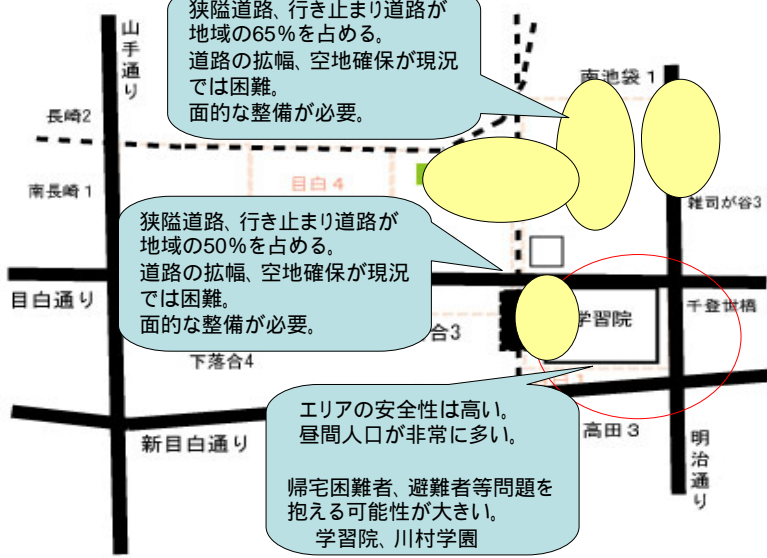 狭隘道路、行き止まり道路が
地域の65%を占める。
道路の拡幅、空地確保が現況
では困難。
面的な整備が必要。
山手通り
南池袋1
長崎2
目白4
南長崎1
雑司が谷3
狭隘道路、行き止まり道路が
地域の50%を占める。
道路の拡幅、空地確保が現況
では困難。
面的な整備が必要。
目白通り
千登世橋
学習院
合3
下落合4
白1
エリアの安全性は高い。
昼間人口が非常に多い。
帰宅困難者、避難者等問題を
抱える可能性が大きい。
学習院、川村学園
高田3
新目白通り
明治通り